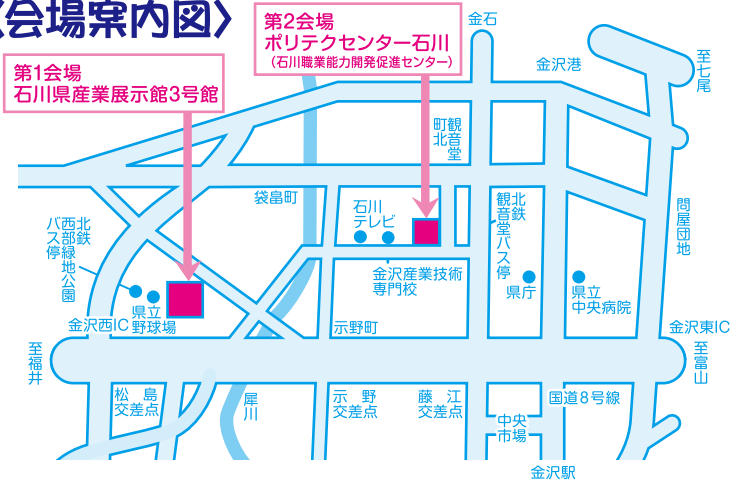 〈会場案内図〉
第2会場
ポリテクセンター石川
（石川職業能力開発促進センター）
第1会場
石川県産業展示館3号館
金石
金沢港
至七尾
観音堂
町北
袋畠町
石川
テレビ
北鉄
観音堂バス停
問屋団地
北鉄
西部緑地公園
バス停
金沢産業技術
専門校
県庁
県立
中央病院
県立
野球場
金沢西IC
示野町
金沢東IC
至福井
至富山
松島
交差点
犀川
示野
交差点
藤江
交差点
国道8号線
中央
市場
金沢駅